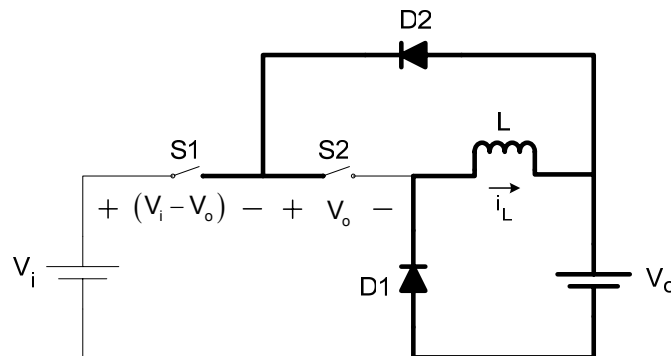 D2
L
S1
S2
+ (Vi − Vo) − + Vo −
iL
Vi
D1
Vo